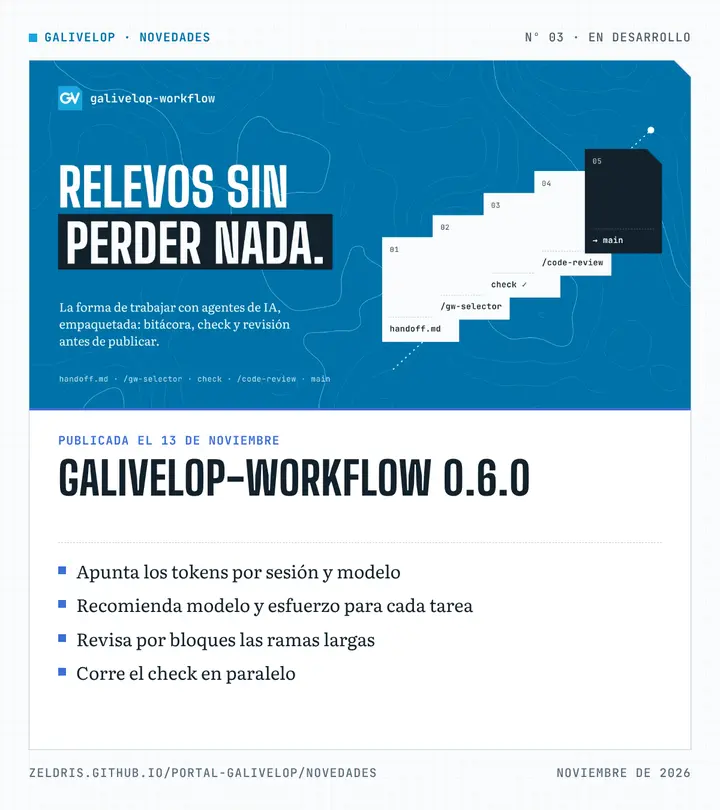 GALIVELOP · NOVEDADES
N° 03 · EN DESARROLLO
GV galivelop-workflow
RELEVOS SIN
PERDER NADA.
La forma de trabajar con agentes de IA,
empaquetada: bitácora, check y revisión
antes de publicar.
handoff.md · /gw-selector · check · /code-review · main
01
handoff.md
02
/gw-selector
03
check ✓
04
/code-review
05
→ main
PUBLICADA EL 13 DE NOVIEMBRE
GALIVELOP-WORKFLOW 0.6.0
Apunta los tokens por sesión y modelo
Recomienda modelo y esfuerzo para cada tarea
Revisa por bloques las ramas largas
Corre el check en paralelo
ZELDRIS.GITHUB.IO/PORTAL-GALIVELOP/NOVEDADES
NOVIEMBRE DE 2026